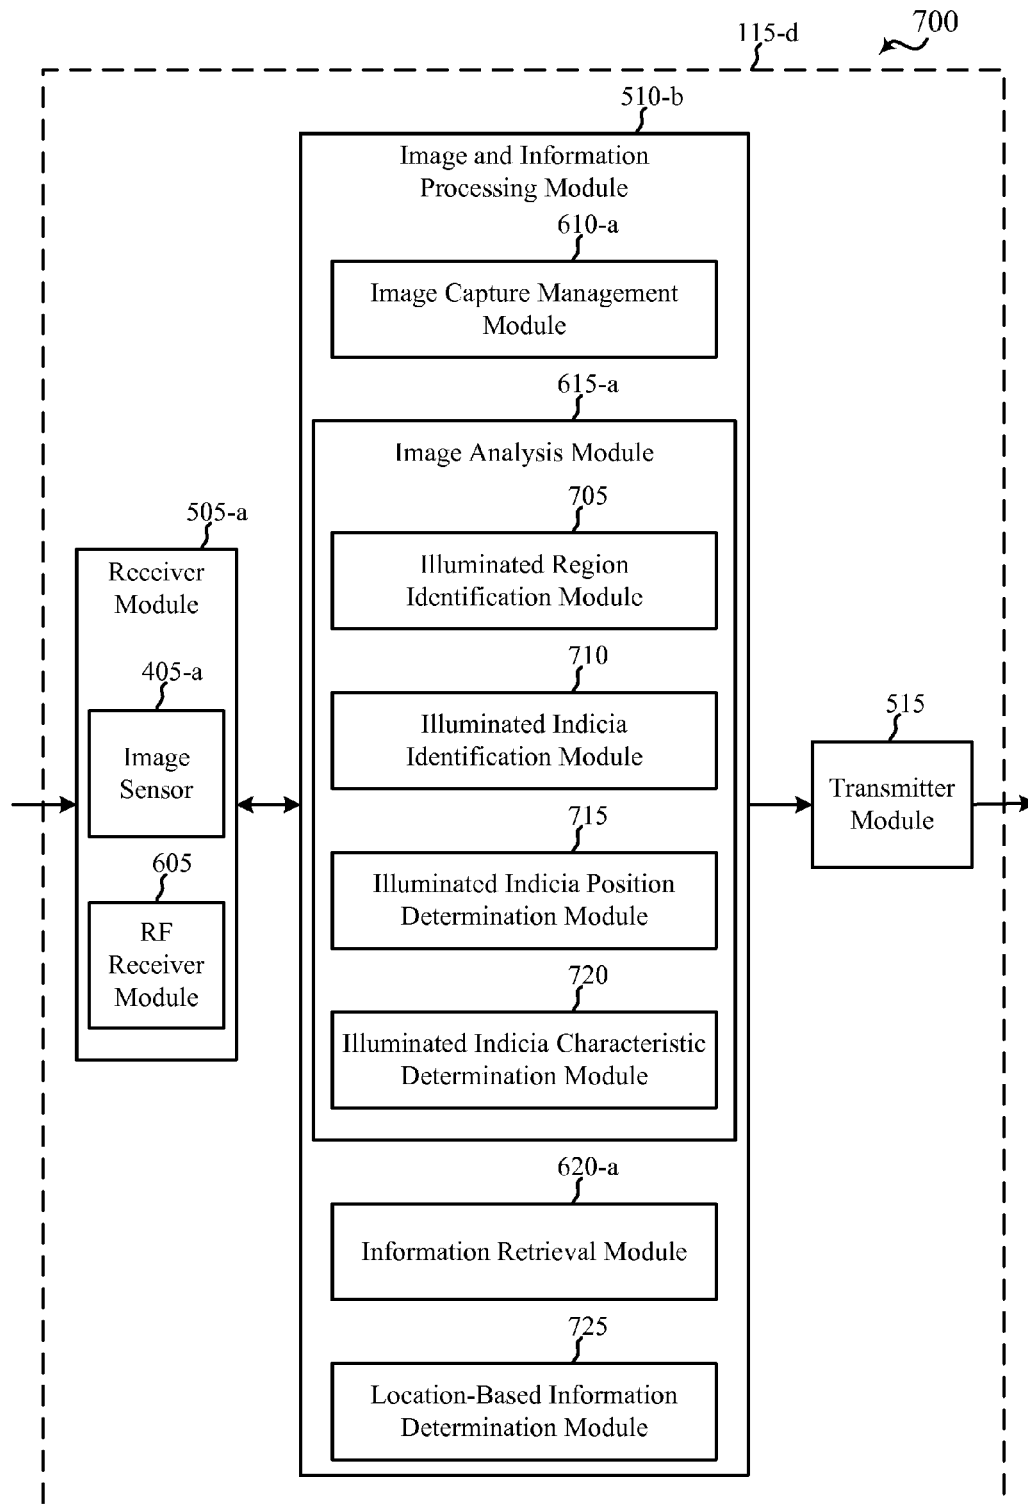 700
115-d
510-b
Image and Information
Processing Module
610-a
Image Capture Management
Module
615-a
Image Analysis Module
705
Illuminated Region
Identification Module
710
Illuminated Indicia
Identification Module
715
Illuminated Indicia Position
Determination Module
720
Illuminated Indicia Characteristic
Determination Module
620-a
Information Retrieval Module
725
Location-Based Information
Determination Module
505-a
Receiver
Module
405-a
Image
Sensor
605
RF
Receiver
Module
515
Transmitter
Module